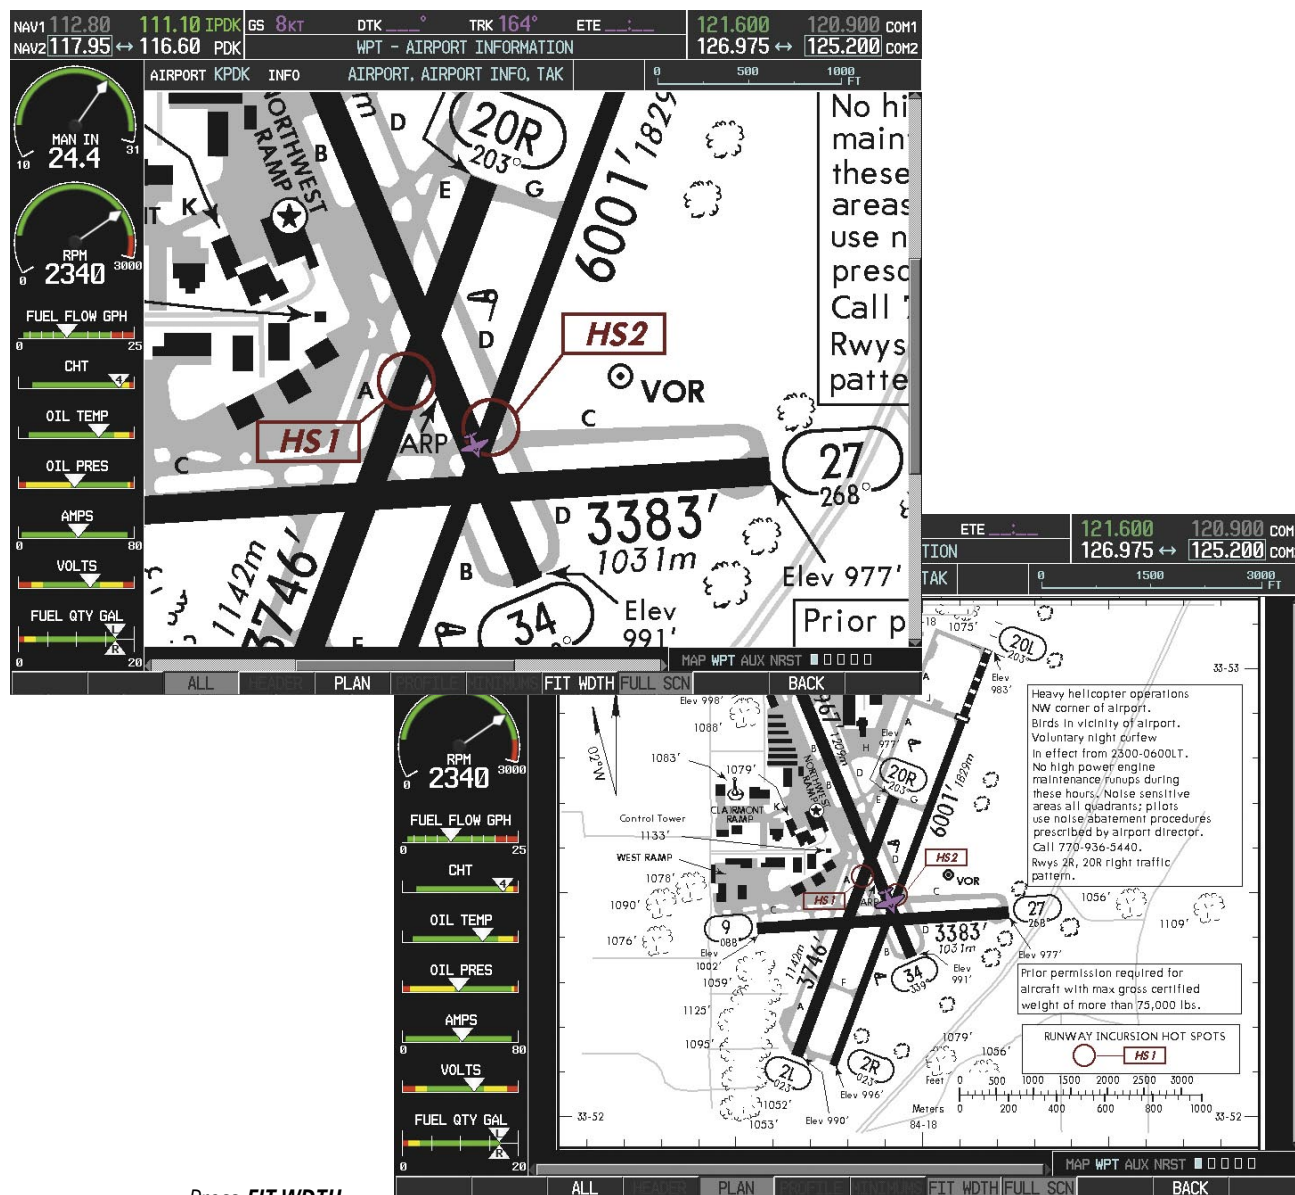 NAV1 112.80 111.10 IPDK GS 8KT DTK ___° TRK 164° ETE __:__ 121.600 120.900 COM1
NAV2 117.95 ↔ 116.60 PDK WPT - AIRPORT INFORMATION 126.975 ↔ 125.200 COM2
AIRPORT KPDK INFO AIRPORT, AIRPORT INFO, TAK 0 500 1000 FT
MAN IN
10 24.4 31
RPM
0 2340 3000
FUEL FLOW GPH
0 25
CHT
4
OIL TEMP
OIL PRES
AMPS
0 80
VOLTS
FUEL QTY GAL
L
R
0 20
NORTHWEST
RAMP
B
D
20R
203°
E
G
K
6001' 1829
No hi
main
these
areas
use n
presc
Call 7
Rwys
patte
HS2
D
VOR
A
HS1
ARP
C
C
27
268°
3383'
1031m
D
B
1142m
3746'
34
Elev
991'
Elev 977'
Prior p
F
MAP WPT AUX NRST
ALL HEADER PLAN PROFILE MINIMUMS FIT WDTH FULL SCN BACK
ETE __:__ 121.600 120.900 COM
TION 126.975 ↔ 125.200 COM
TAK 0 1500 3000 FT
RPM
0 2340 3000
FUEL FLOW GPH
0 25
CHT
4
OIL TEMP
OIL PRES
AMPS
0 80
VOLTS
FUEL QTY GAL
L
R
0 20
-18 1075'
20L
203°
33-53
Elev
983'
Heavy helicopter operations
NW corner of airport.
Birds in vicinity of airport.
Voluntary night curfew
in effect from 2300-0600LT.
No high power engine
maintenance runups during
these hours. Noise sensitive
areas all quadrants; pilots
use noise abatement procedures
prescribed by airport director.
Call 770-936-5440.
Rwys 2R, 20R right traffic
pattern.
Elev 998'
1088'
02°W
1083'
1079'
967'
1209m
Elev
977'
A
B
H
D
20R
203°
E
G
6001' 1829m
NORTHWEST
RAMP
CLAIRMONT
RAMP
K
Control Tower
1133'
WEST RAMP
1078'
1090'
1076'
HS2
VOR
HS1
ARP
A
C
C
9
088°
27
268°
1056'
1109'
Elev
1002'
1059'
3383'
1031m
D
B
34
339°
Elev
991'
Elev 977'
1142m
3746'
F
A
1125'
1095'
1052'
1053'
2L
023°
2R
023°
Elev 996'
Elev 990'
Prior permission required for
aircraft with max gross certified
weight of more than 75,000 lbs.
RUNWAY INCURSION HOT SPOTS
HS1
1079'
1056'
Feet 0 500 1000 1500 2000 2500 3000
Meters 0 200 400 600 800 1000
33-52
84-18
33-52
MAP WPT AUX NRST
ALL HEADER PLAN PROFILE MINIMUMS FIT WDTH FULL SCN BACK
Press FIT WDTH